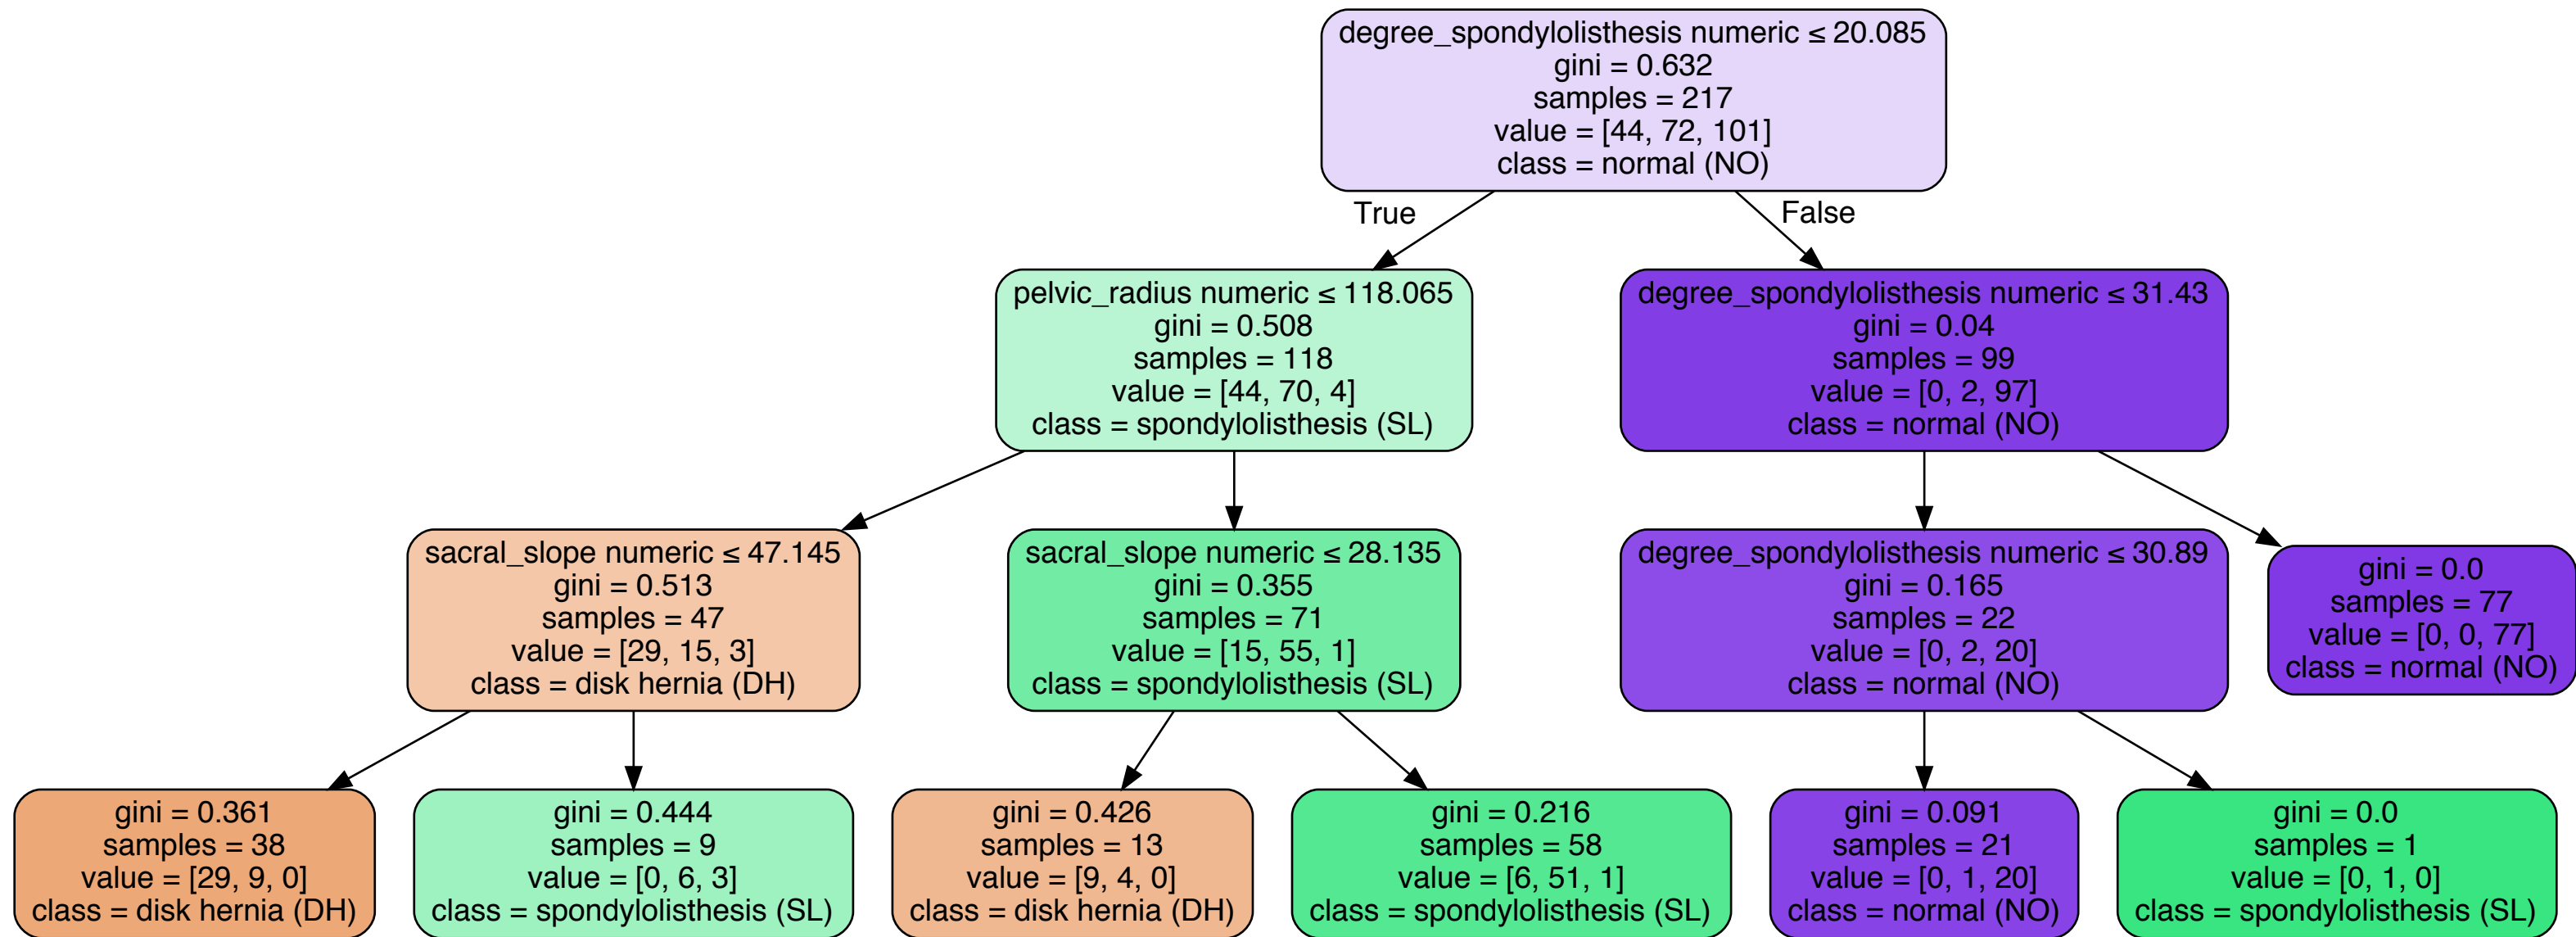 degree_spondylolisthesis numeric ≤ 20.085
gini = 0.632
samples = 217
value = [44, 72, 101]
class = normal (NO)
True
False
pelvic_radius numeric ≤ 118.065
gini = 0.508
samples = 118
value = [44, 70, 4]
class = spondylolisthesis (SL)
degree_spondylolisthesis numeric ≤ 31.43
gini = 0.04
samples = 99
value = [0, 2, 97]
class = normal (NO)
sacral_slope numeric ≤ 47.145
gini = 0.513
samples = 47
value = [29, 15, 3]
class = disk hernia (DH)
sacral_slope numeric ≤ 28.135
gini = 0.355
samples = 71
value = [15, 55, 1]
class = spondylolisthesis (SL)
degree_spondylolisthesis numeric ≤ 30.89
gini = 0.165
samples = 22
value = [0, 2, 20]
class = normal (NO)
gini = 0.0
samples = 77
value = [0, 0, 77]
class = normal (NO)
gini = 0.361
samples = 38
value = [29, 9, 0]
class = disk hernia (DH)
gini = 0.444
samples = 9
value = [0, 6, 3]
class = spondylolisthesis (SL)
gini = 0.426
samples = 13
value = [9, 4, 0]
class = disk hernia (DH)
gini = 0.216
samples = 58
value = [6, 51, 1]
class = spondylolisthesis (SL)
gini = 0.091
samples = 21
value = [0, 1, 20]
class = normal (NO)
gini = 0.0
samples = 1
value = [0, 1, 0]
class = spondylolisthesis (SL)